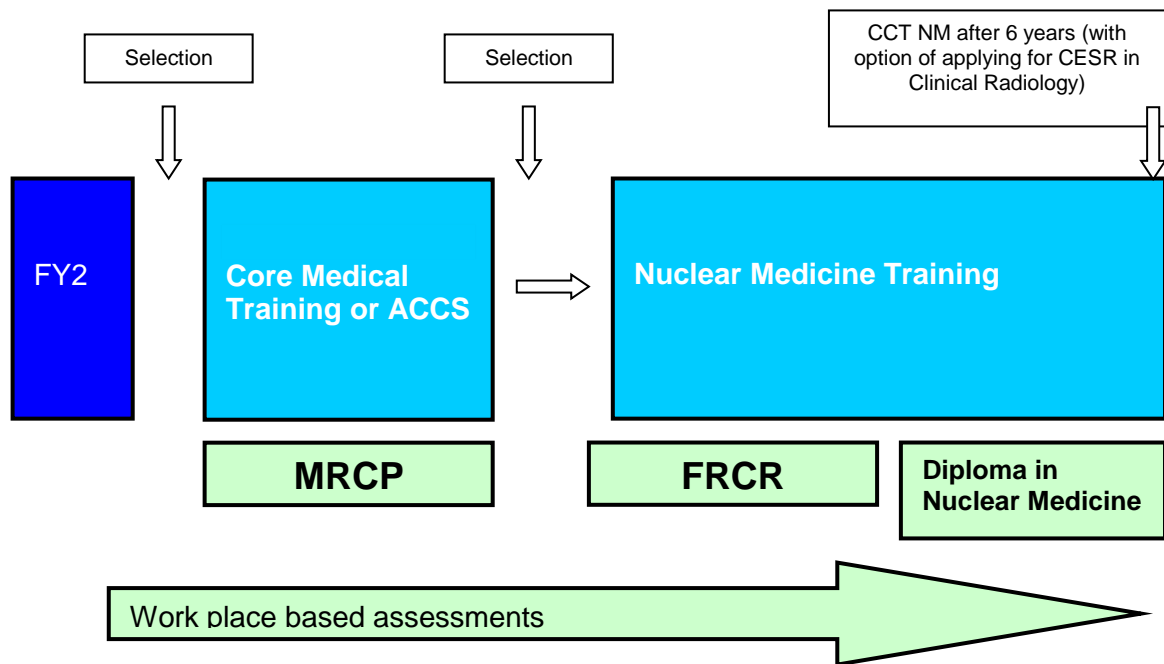 Selection
Selection
CCT NM after 6 years (with
option of applying for CESR in
Clinical Radiology)
FY2
Core Medical
Training or ACCS
Nuclear Medicine Training
MRCP
FRCR
Diploma in
Nuclear Medicine
Work place based assessments